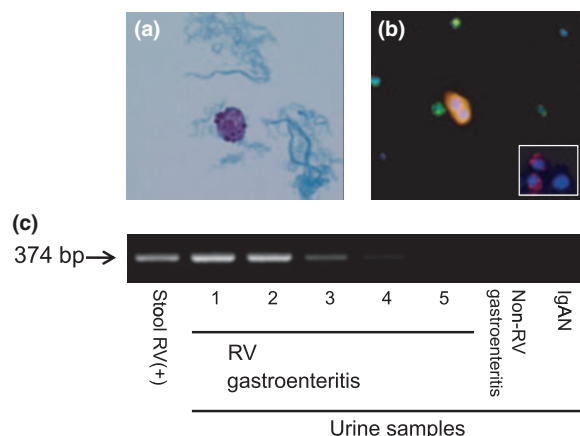 (a)
(b)
(c)
374 bp→
Stool RV(+)
1
2
3
4
5
Non-RV
gastroenteritis
IgAN
RV
gastroenteritis
Urine samples